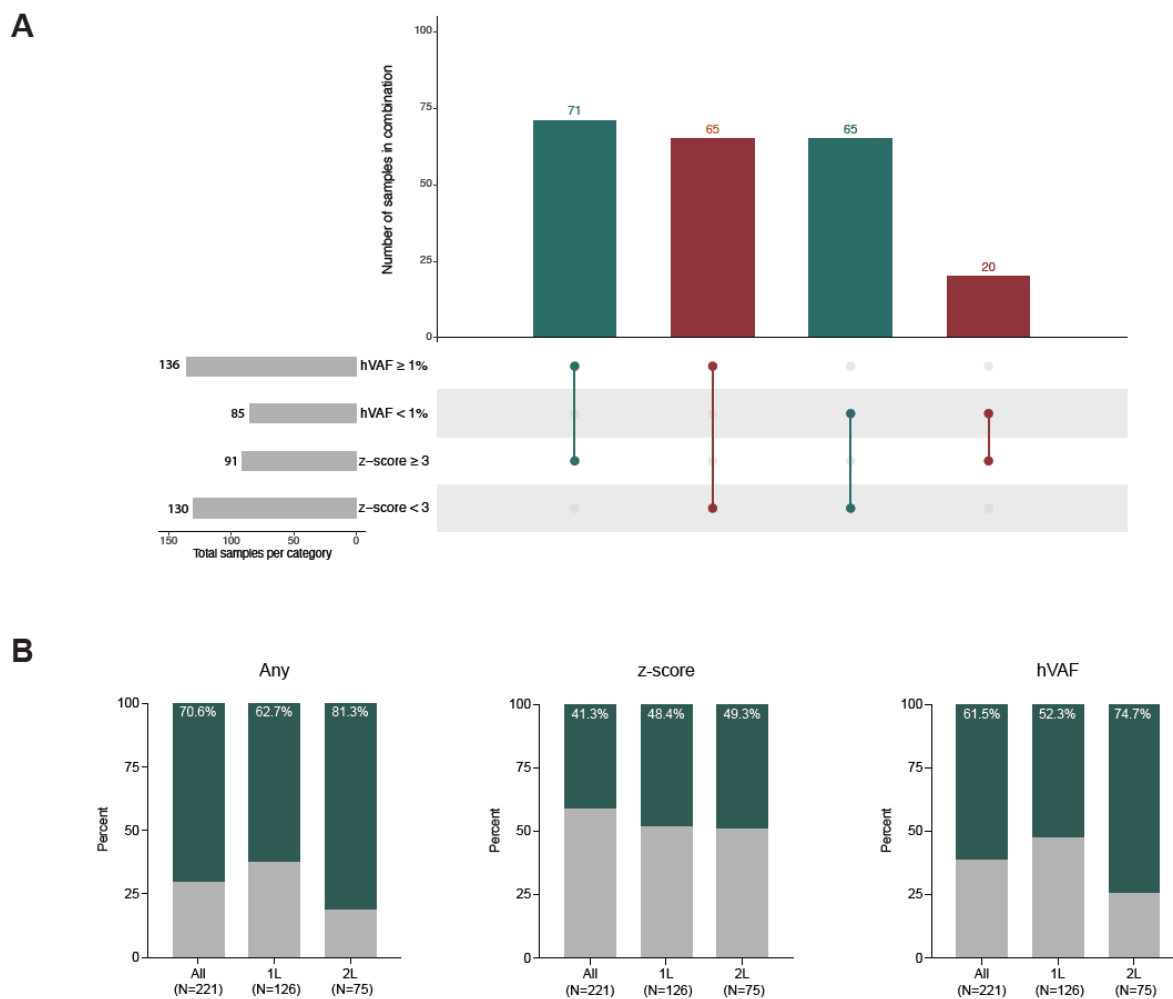 A
Number of samples in combination
100
75
50
25
0
71
65
65
20
136
hVAF ≥ 1%
85
hVAF < 1%
91
z–score ≥ 3
130
z–score < 3
150 100 50 0
Total samples per category
B
Any
Percent
100
75
50
25
0
70.6% 62.7% 81.3%
All 1L 2L
(N=221) (N=126) (N=75)
z-score
Percent
100
75
50
25
0
41.3% 48.4% 49.3%
All 1L 2L
(N=221) (N=126) (N=75)
hVAF
Percent
100
75
50
25
0
61.5% 52.3% 74.7%
All 1L 2L
(N=221) (N=126) (N=75)